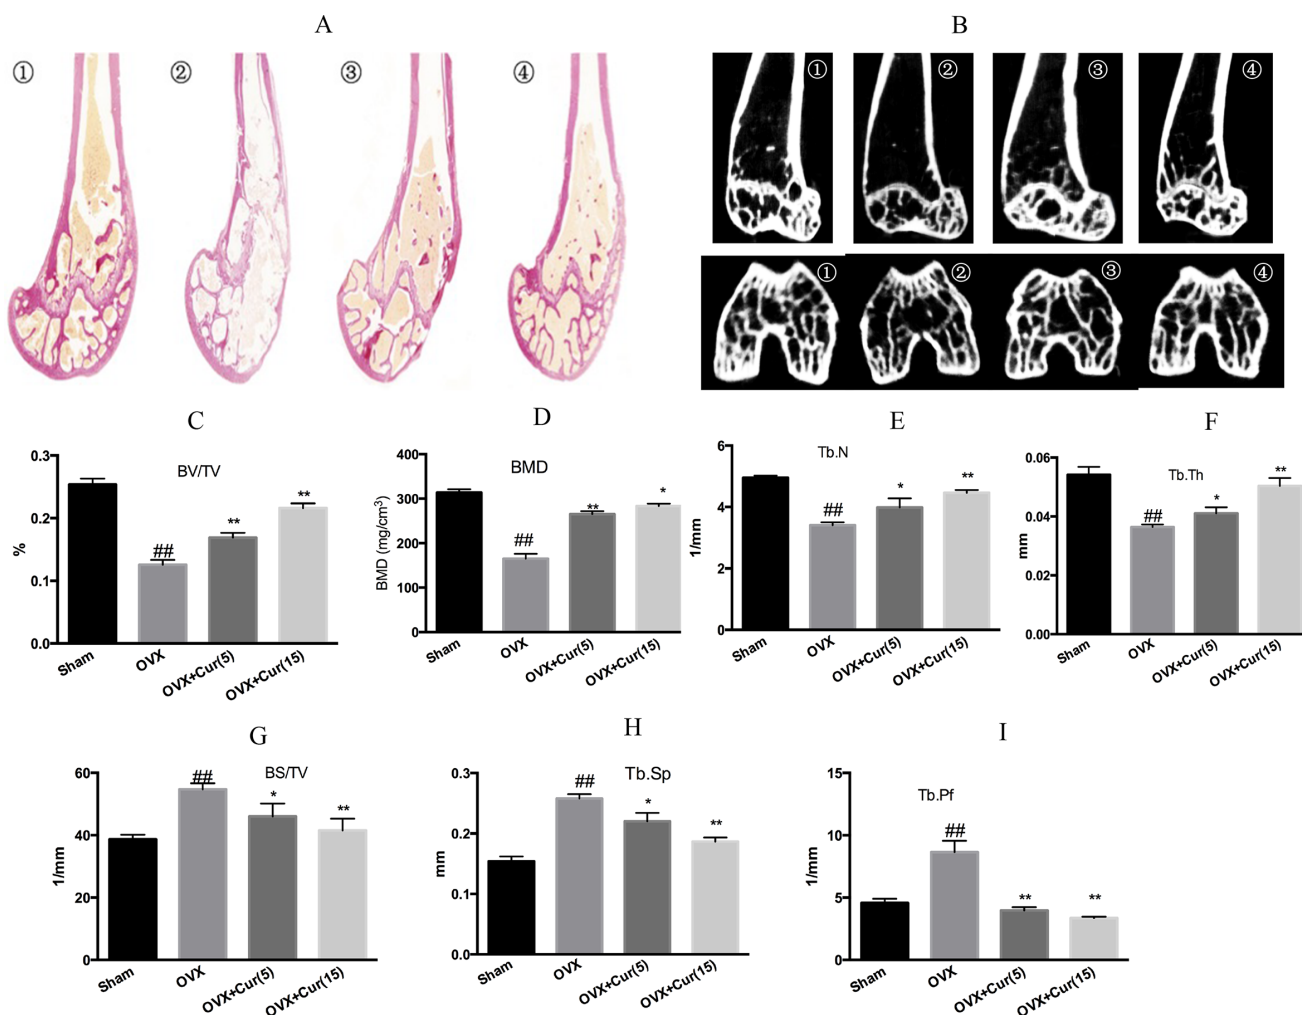 A
B
① ② ③ ④
① ② ③ ④
① ② ③ ④
C
D
E
F
BV/TV
%
0.3
0.2
0.1
0.0
##
**
**
Sham
OVX
OVX+Cur(5)
OVX+Cur(15)
BMD
BMD (mg/cm³)
400
300
200
100
0
##
**
*
Sham
OVX
OVX+Cur(5)
OVX+Cur(15)
Tb.N
1/mm
6
4
2
0
##
*
**
Sham
OVX
OVX+Cur(5)
OVX+Cur(15)
Tb.Th
mm
0.06
0.04
0.02
0.00
##
*
**
Sham
OVX
OVX+Cur(5)
OVX+Cur(15)
G
H
I
BS/TV
1/mm
60
40
20
0
##
*
**
Sham
OVX
OVX+Cur(5)
OVX+Cur(15)
Tb.Sp
mm
0.3
0.2
0.1
0.0
##
*
**
Sham
OVX
OVX+Cur(5)
OVX+Cur(15)
Tb.Pf
1/mm
15
10
5
0
##
**
**
Sham
OVX
OVX+Cur(5)
OVX+Cur(15)